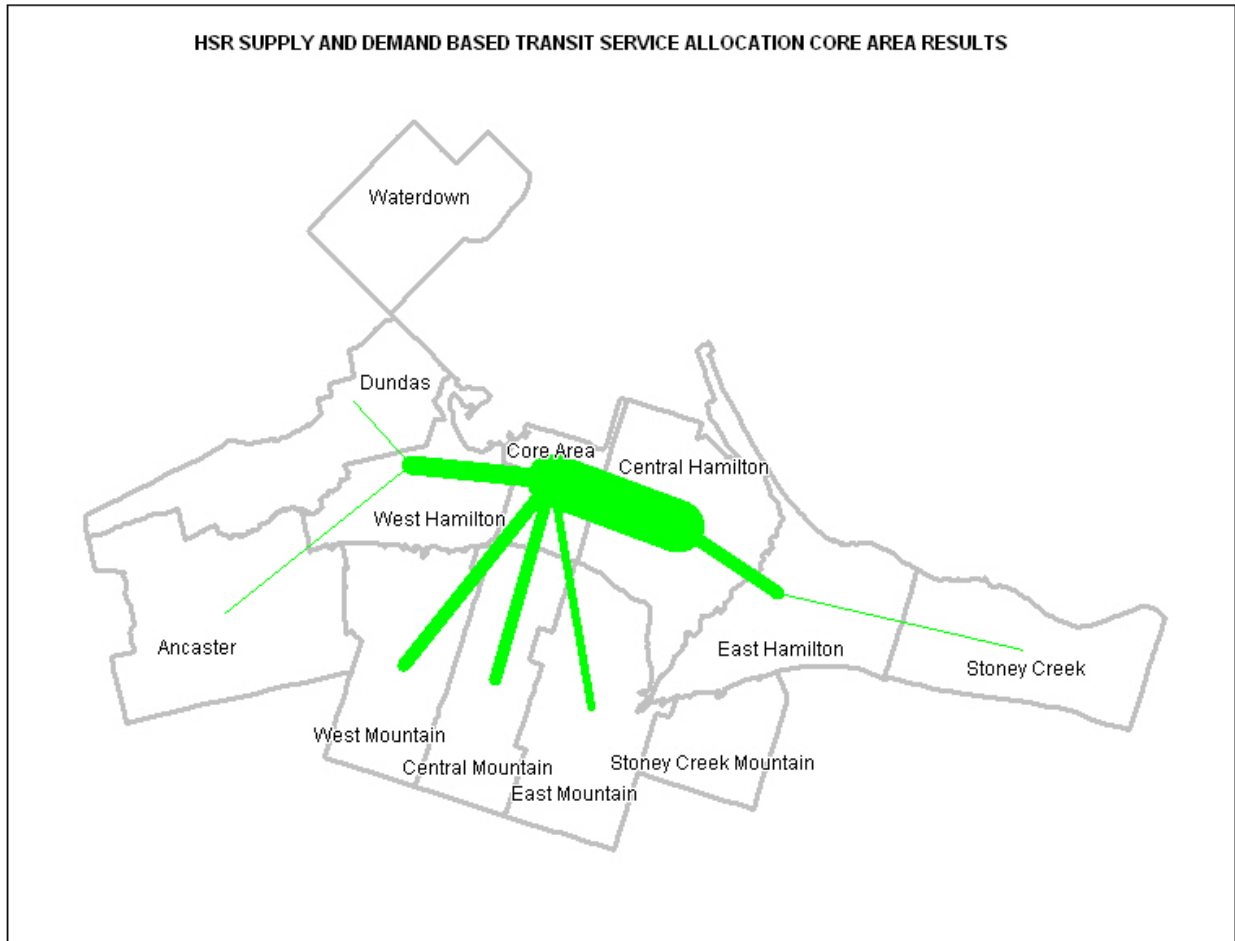 HSR SUPPLY AND DEMAND BASED TRANSIT SERVICE ALLOCATION CORE AREA RESULTS
Waterdown
Dundas
Core Area
Central Hamilton
West Hamilton
Ancaster
East Hamilton
Stoney Creek
West Mountain
Central Mountain
Stoney Creek Mountain
East Mountain